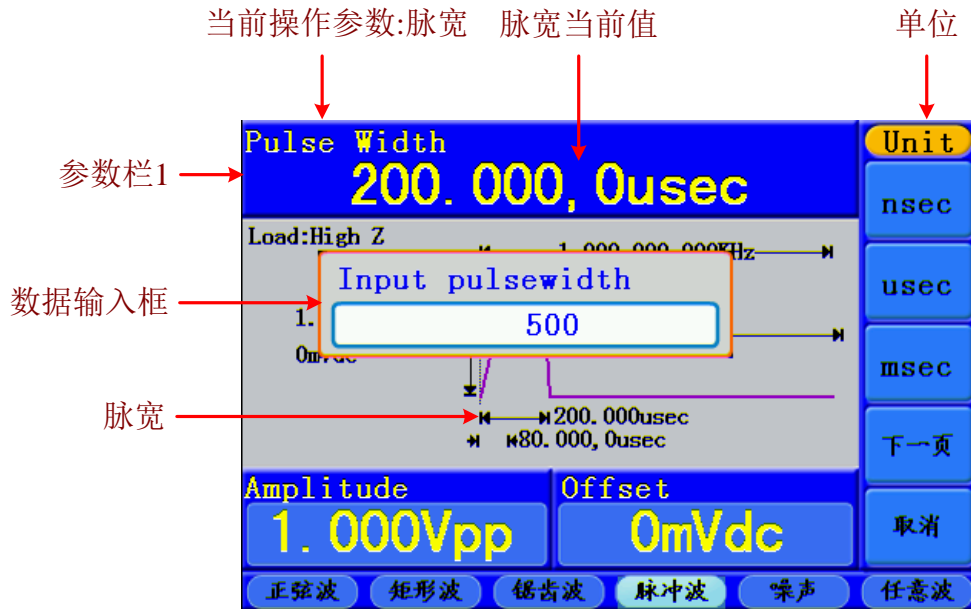 当前操作参数:脉宽 脉宽当前值 单位
Pulse Width
Unit
参数栏1
200.000,0usec
nsec
Load:High Z
1.000,000,000KHz
Input pulsewidth
usec
数据输入框
500
1.
0mVdc
msec
脉宽
200.000usec
80.000,0usec
下一页
Amplitude
Offset
1.000Vpp
0mVdc
取消
正弦波 矩形波 锯齿波 脉冲波 噪声 任意波